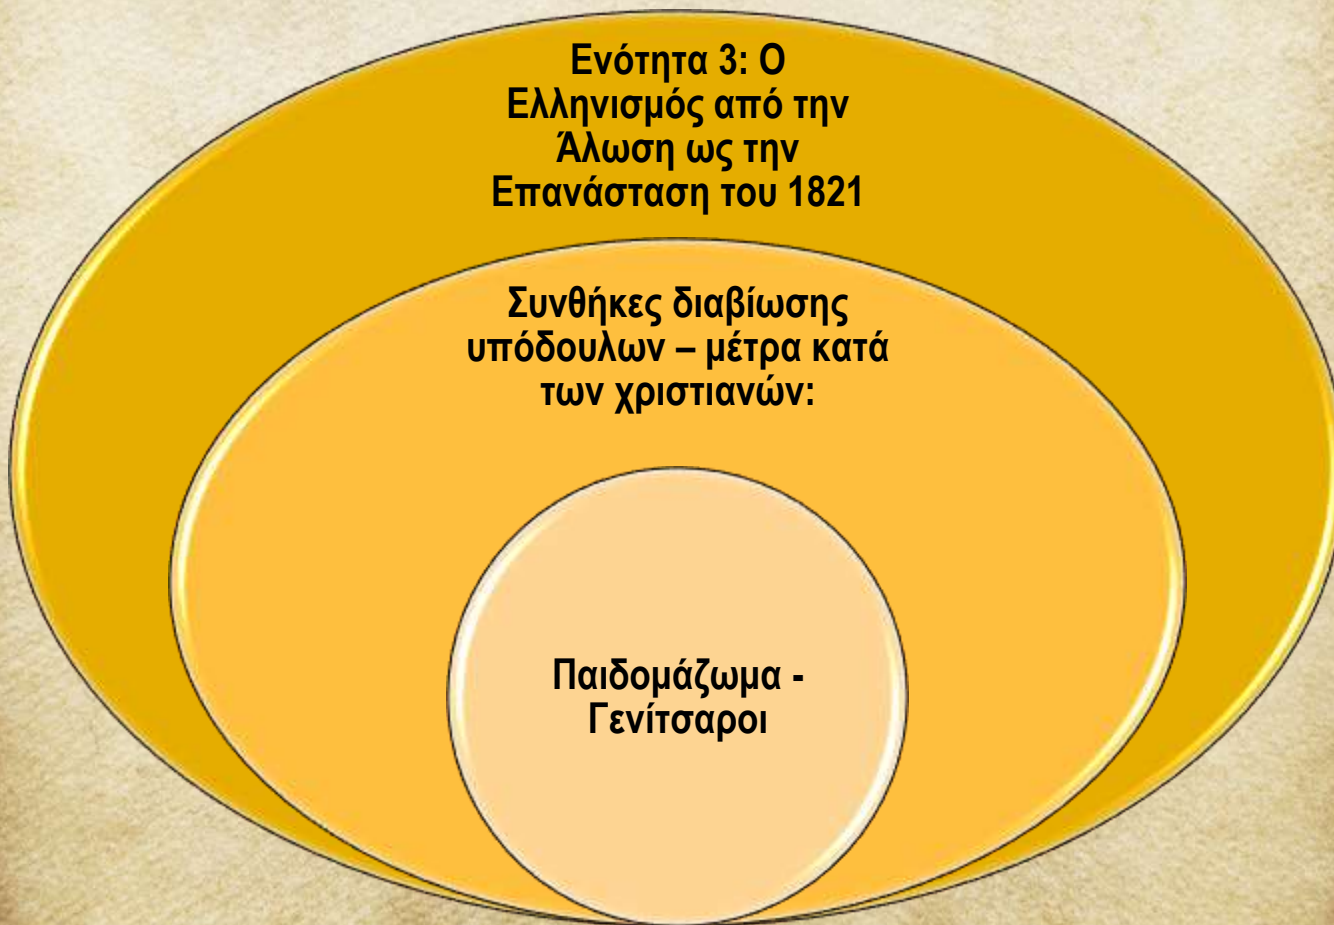 Ενότητα 3: Ο
Ελληνισμός από την
Άλωση ως την
Επανάσταση του 1821
Συνθήκες διαβίωσης
υπόδουλων – μέτρα κατά
των χριστιανών:
Παιδομάζωμα -
Γενίτσαροι